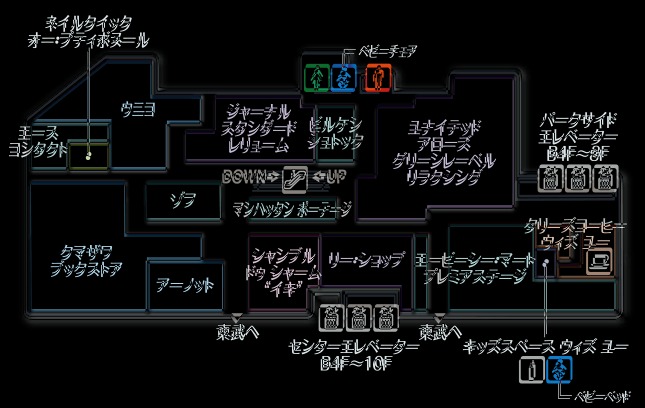 ネイルクイック
オー・プティボヌール
ベビーチェア
ウニコ
ジャーナル
スタンダード
レリューム
ビルケン
シュトック
ユナイテッド
アローズ
グリーンレーベル
リラクシング
パークサイド
エレベーター
B4F〜8F
エース
コンタクト
DOWN
UP
ジラ
マンハッタン ポーテージ
タリーズコーヒー
ウィズ ユー
クマザワ
ブックストア
アーノット
シャンブル
ドゥ シャーム
リー・ショップ
エービーシー・マート
プレミアステージ
東武へ
センターエレベーター
B4F〜10F
東武へ
キッズスペース ウィズ ユー
ベビーベッド